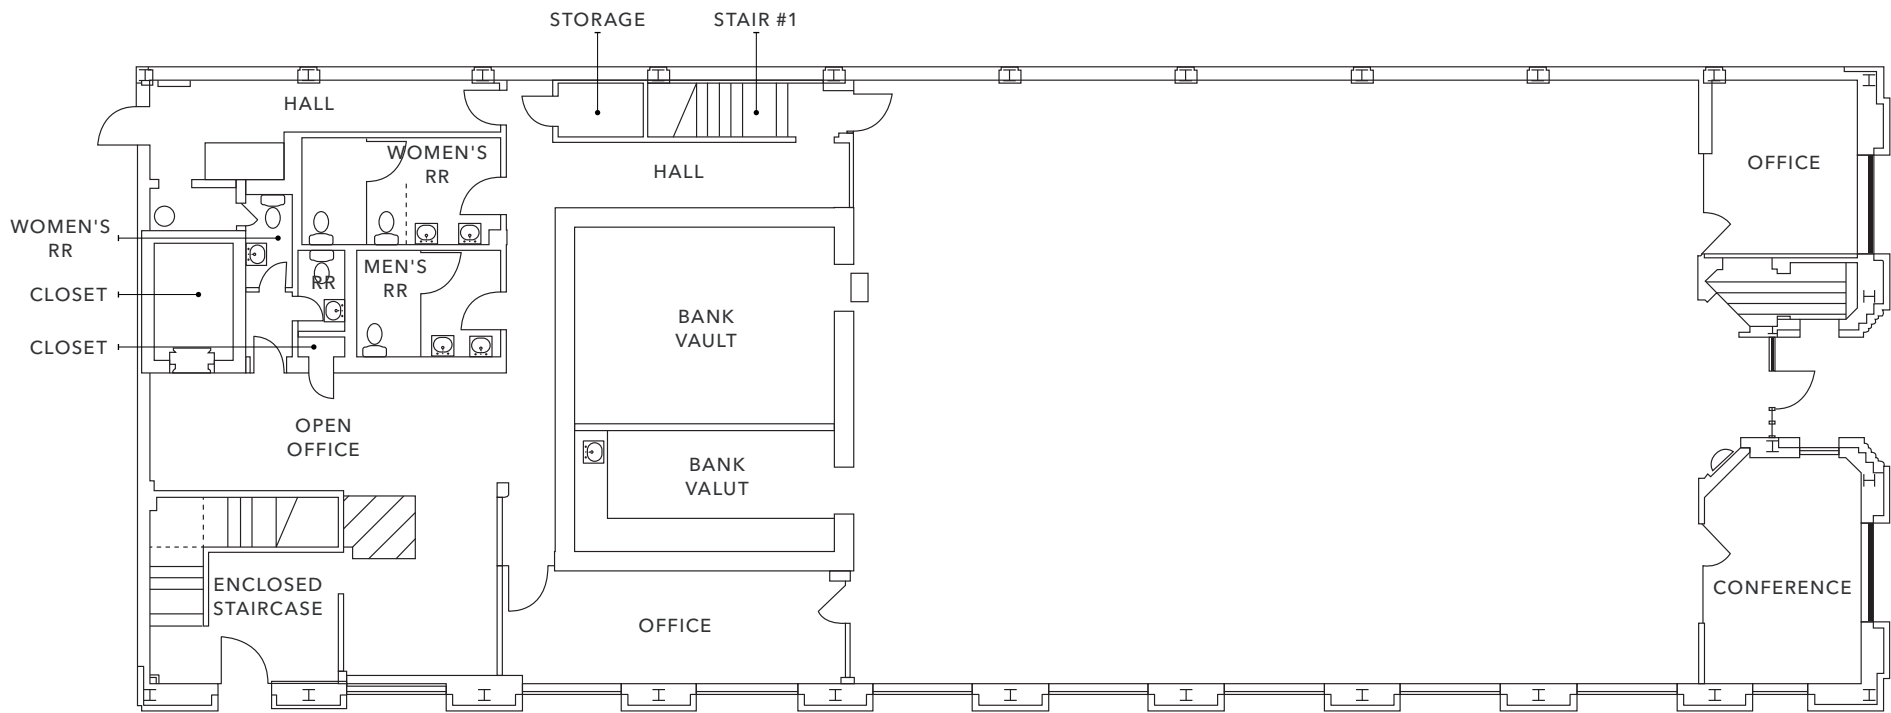 STORAGE
STAIR #1
HALL
WOMEN'S
RR
HALL
OFFICE
WOMEN'S
RR
MEN'S
RR
RR
CLOSET
BANK
VAULT
CLOSET
OPEN
OFFICE
BANK
VALUT
ENCLOSED
STAIRCASE
OFFICE
CONFERENCE